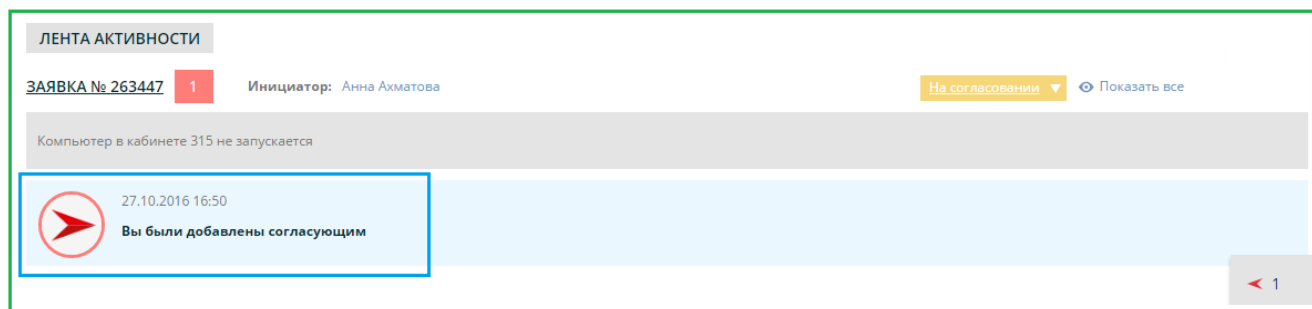 ЛЕНТА АКТИВНОСТИ
ЗАЯВКА № 263447 1 Инициатор: Анна Ахматова На согласовании Показать все
Компьютер в кабинете 315 не запускается
27.10.2016 16:50
Вы были добавлены согласующим
1